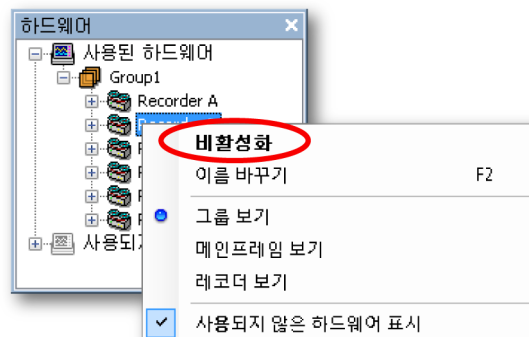 하드웨어
사용된 하드웨어
Group1
Recorder A
비활성화
이름 바꾸기 F2
그룹 보기
메인프레임 보기
레코더 보기
사용되지 않은 하드웨어 표시